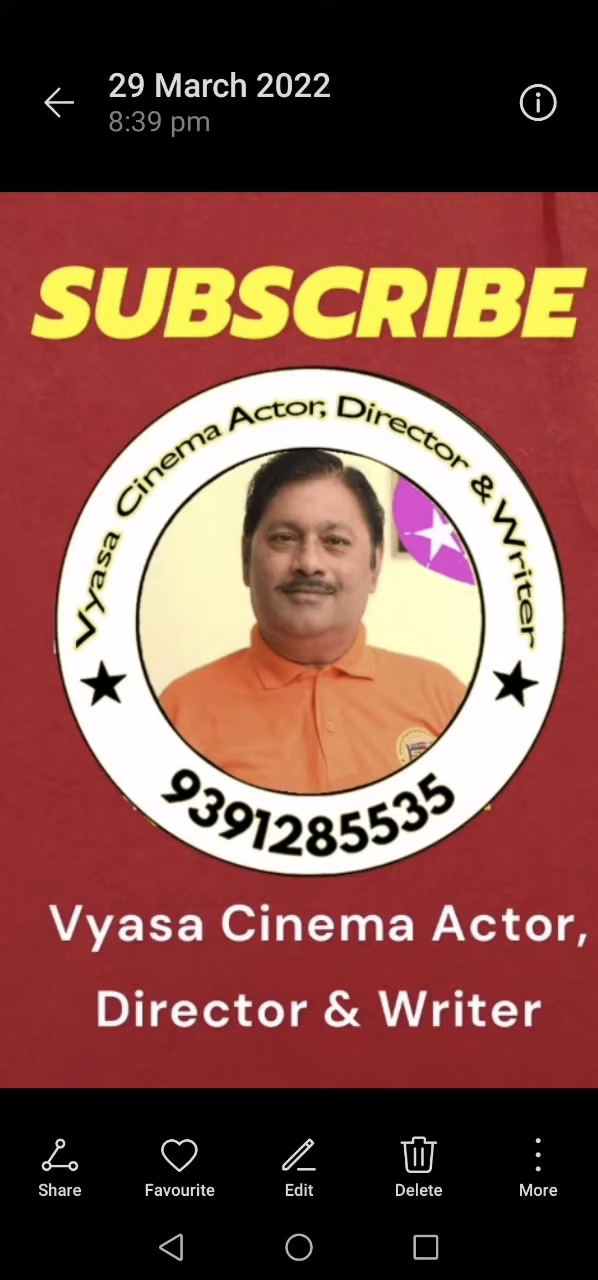 29 March 2022
8:39 pm
SUBSCRIBE
Vyasa Cinema Actor, Director & Writer
9391285535
Vyasa Cinema Actor,
Director & Writer
Share
Favourite
Edit
Delete
More